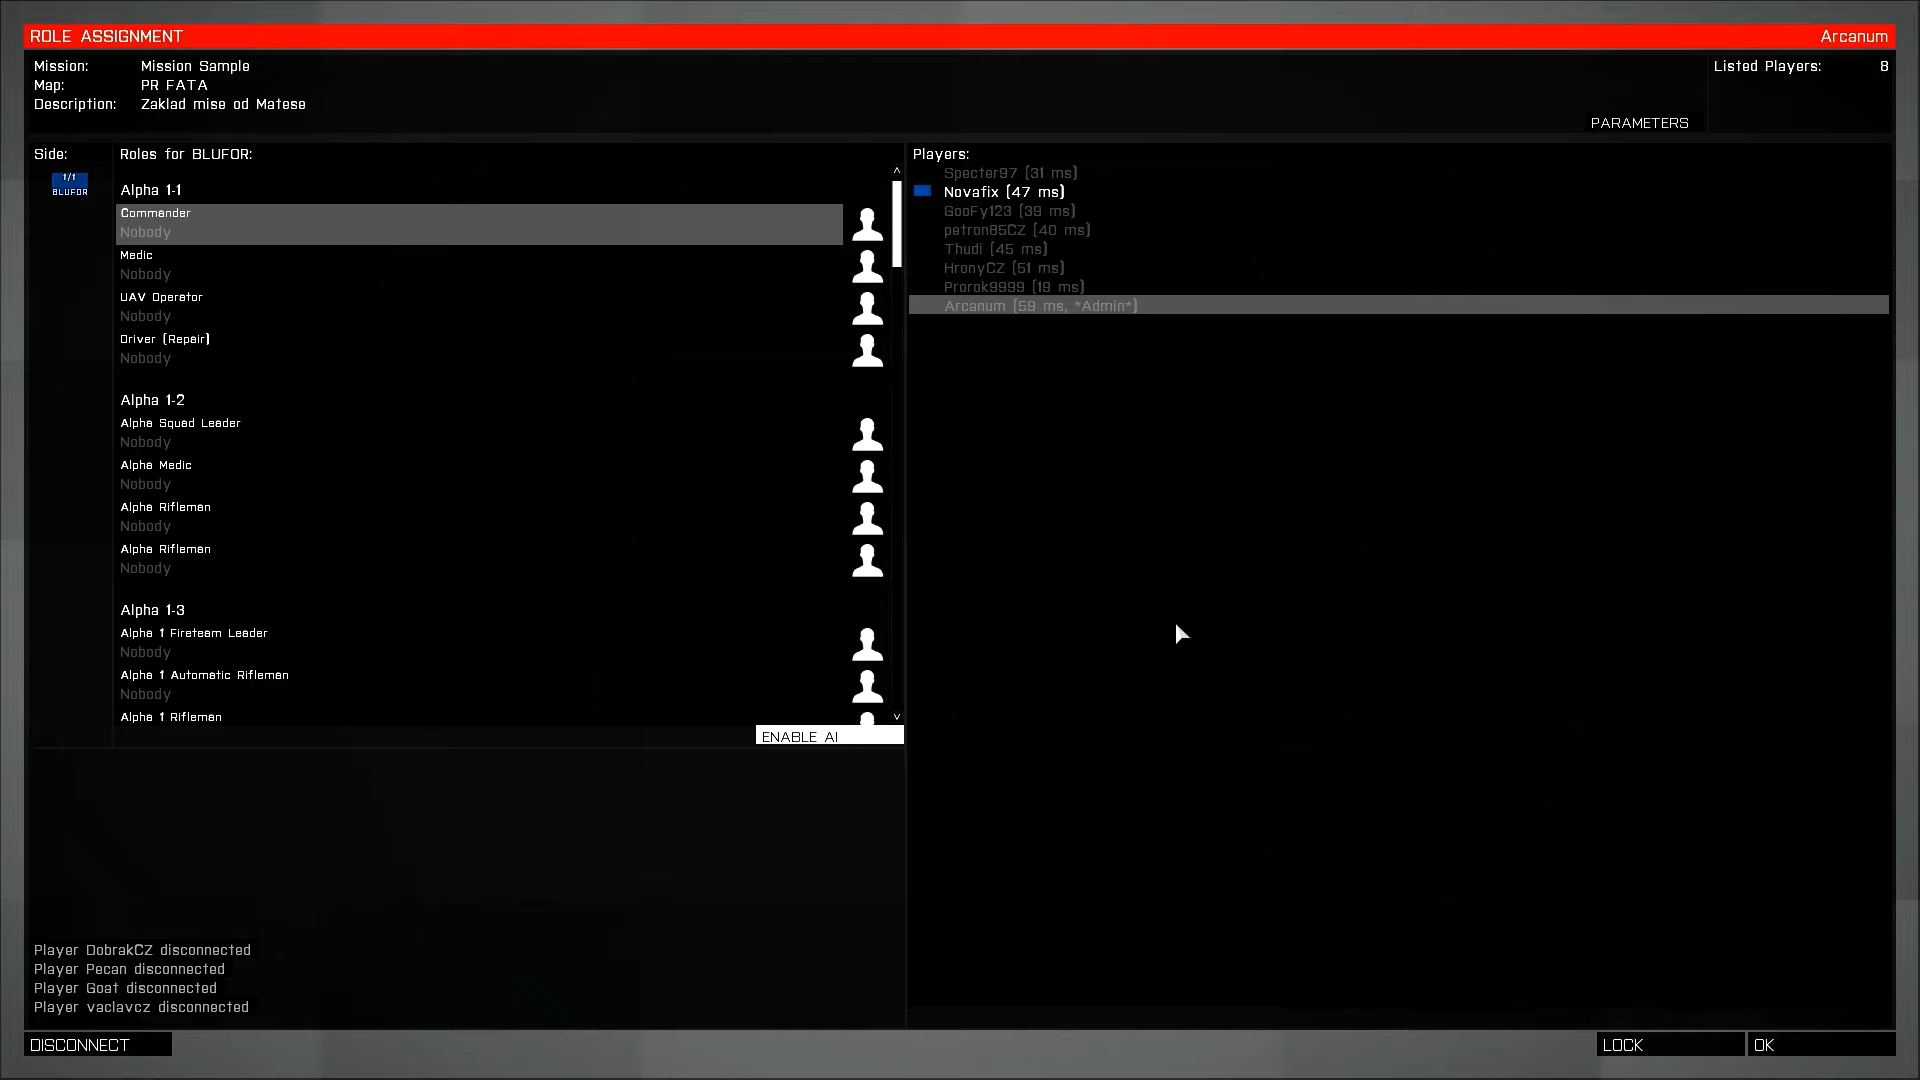 ROLE ASSIGNMENT Arcanum
Mission: Mission Sample
Map: PR FATA
Description: Zaklad mise od Matese
Listed Players: 8
PARAMETERS
Side:
1/1
BLUFOR
Roles for BLUFOR:
Alpha 1-1
Commander
Nobody
Medic
Nobody
UAV Operator
Nobody
Driver (Repair)
Nobody
Alpha 1-2
Alpha Squad Leader
Nobody
Alpha Medic
Nobody
Alpha Rifleman
Nobody
Alpha Rifleman
Nobody
Alpha 1-3
Alpha 1 Fireteam Leader
Nobody
Alpha 1 Automatic Rifleman
Nobody
Alpha 1 Rifleman
ENABLE AI
Players:
Specter97 (31 ms)
Novafix (47 ms)
GooFy123 (39 ms)
petron85CZ (40 ms)
Thudi (45 ms)
HronyCZ (51 ms)
Prorok9999 (19 ms)
Arcanum (59 ms, *Admin*)
Player DobrakCZ disconnected
Player Pecan disconnected
Player Goat disconnected
Player vaclavcz disconnected
DISCONNECT
LOCK
OK